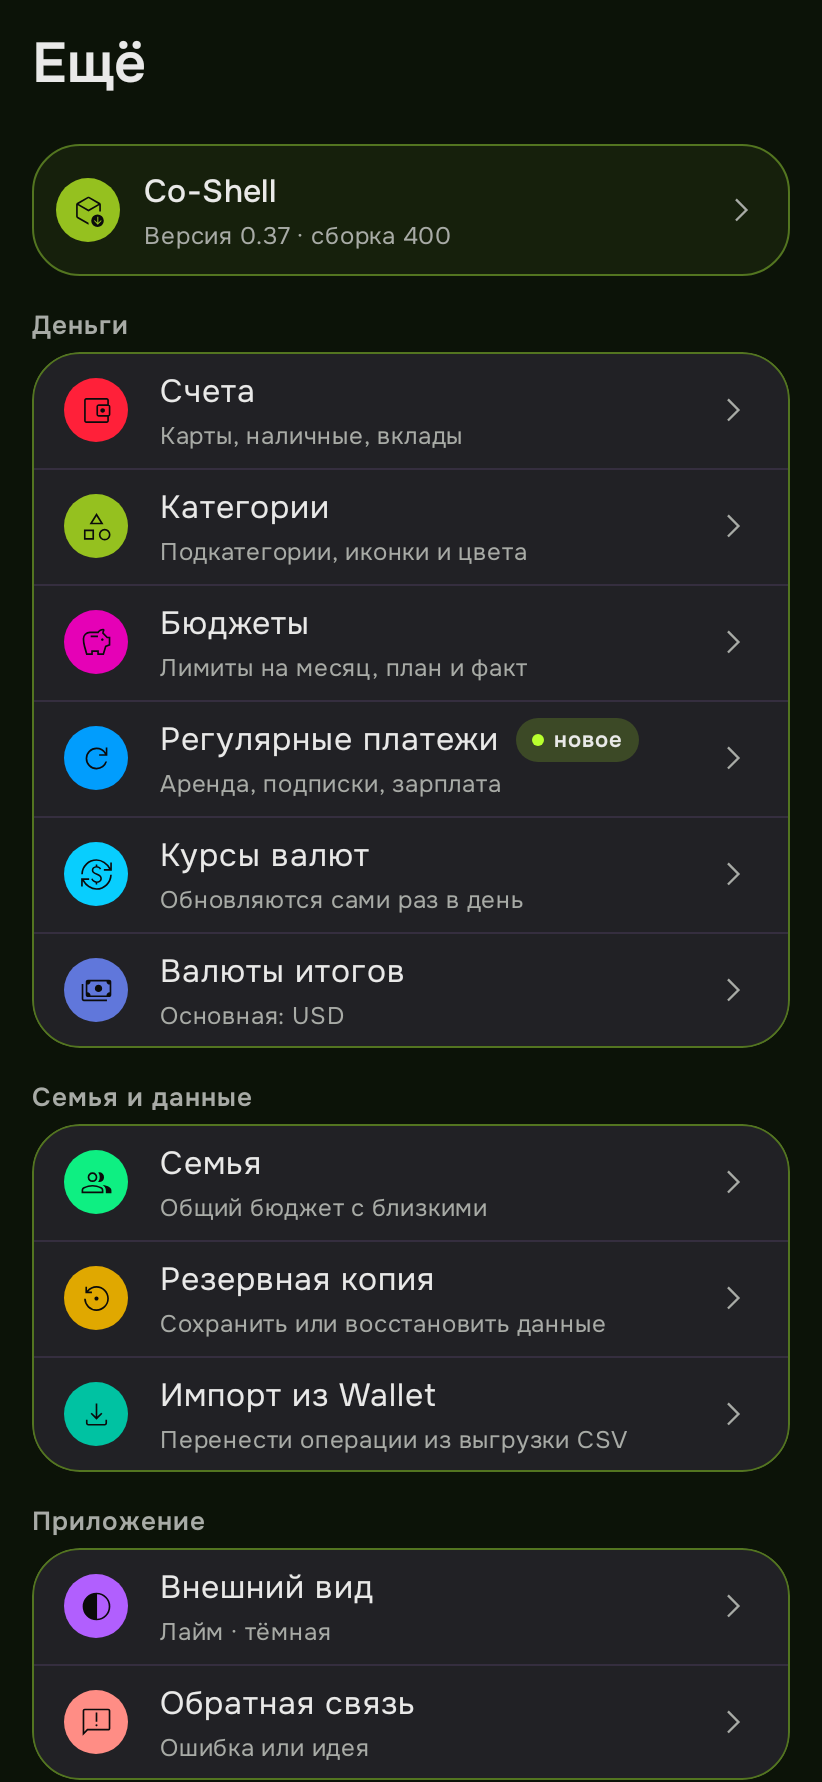 Ещё
Co-Shell
Версия 0.37 · сборка 400
Деньги
Счета
Карты, наличные, вклады
Категории
Подкатегории, иконки и цвета
Бюджеты
Лимиты на месяц, план и факт
Регулярные платежи новое
Аренда, подписки, зарплата
Курсы валют
Обновляются сами раз в день
Валюты итогов
Основная: USD
Семья и данные
Семья
Общий бюджет с близкими
Резервная копия
Сохранить или восстановить данные
Импорт из Wallet
Перенести операции из выгрузки CSV
Приложение
Внешний вид
Лайм · тёмная
Обратная связь
Ошибка или идея